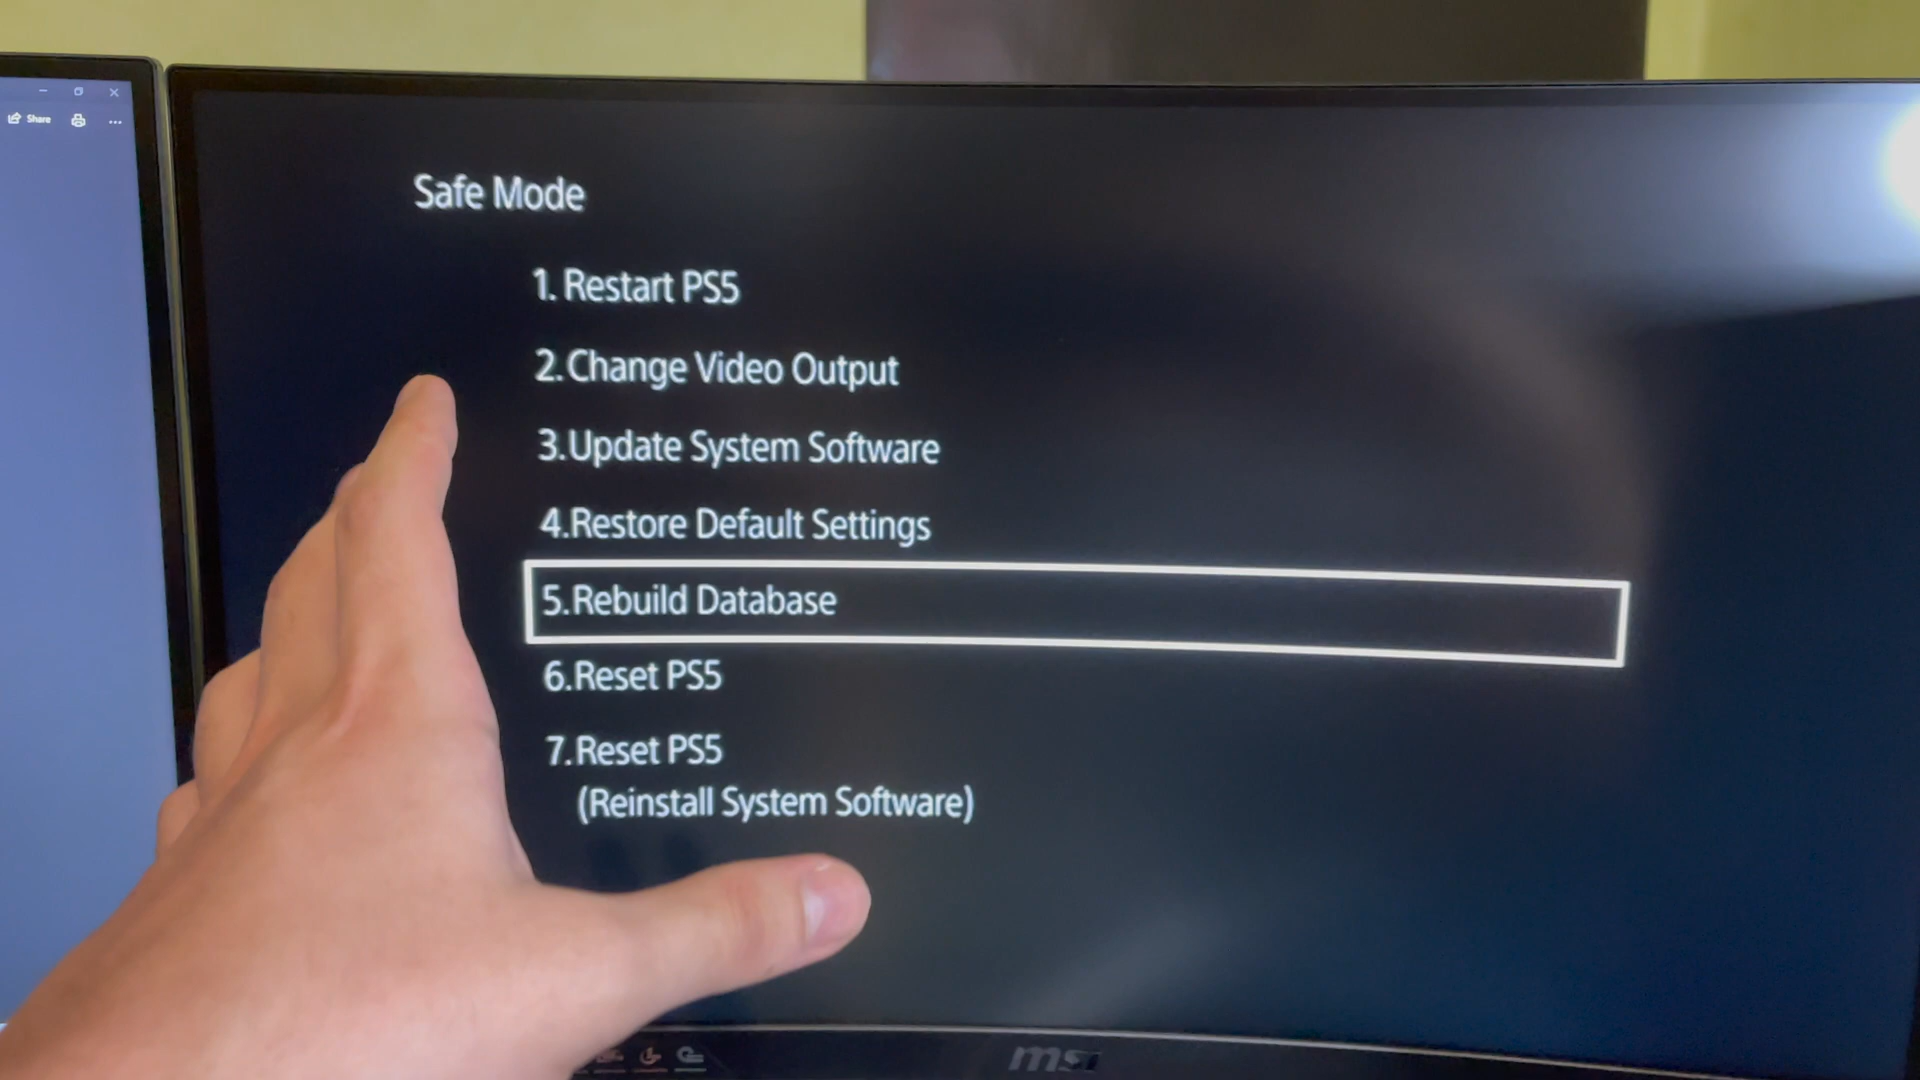 Share
Safe Mode
1. Restart PS5
2.Change Video Output
3.Update System Software
4.Restore Default Settings
5.Rebuild Database
6.Reset PS5
7.Reset PS5
(Reinstall System Software)
msi